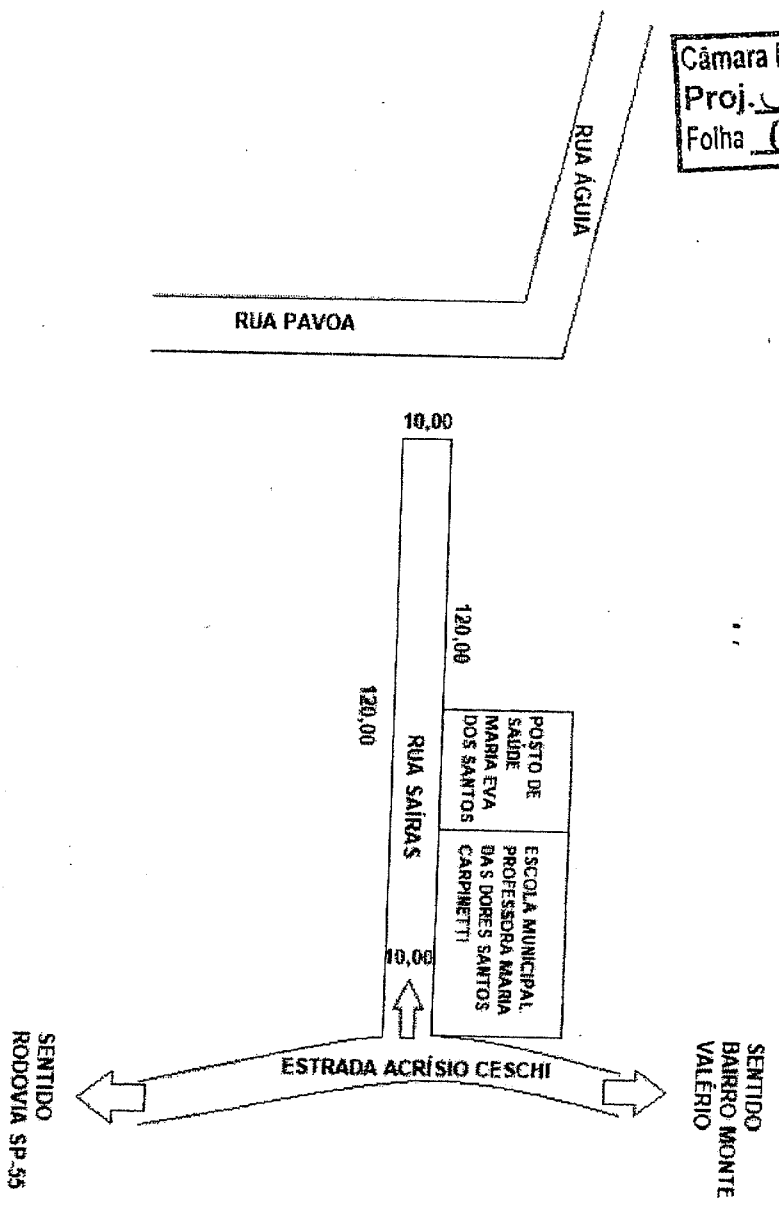 Câmara
Proj.
Folha
RUA ÁGUIA
RUA PAVOA
10,00
120,00
120,00
RUA SAÍRAS
POSTO DE
SAÚDE
MARIA EVA
DOS SANTOS
ESCOLA MUNICIPAL
PROFESSORA MARIA
DAS DORES SANTOS
CARPINETTI
10,00
ESTRADA ACRÍSIO CESCHI
SENTIDO
BAIRRO MONTE
VALÉRIO
SENTIDO
RODOVIA SP-55